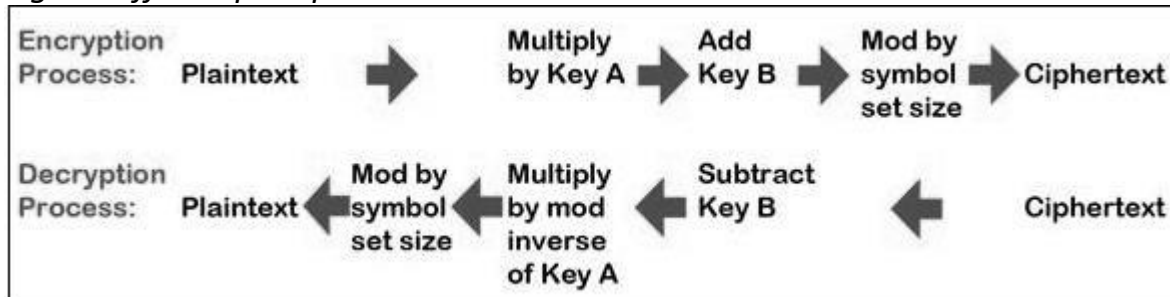 Encryption Process: Plaintext Multiply by Key A Add Key B Mod by symbol set size Ciphertext
Decryption Process: Plaintext Mod by symbol set size Multiply by mod inverse of Key A Subtract Key B Ciphertext